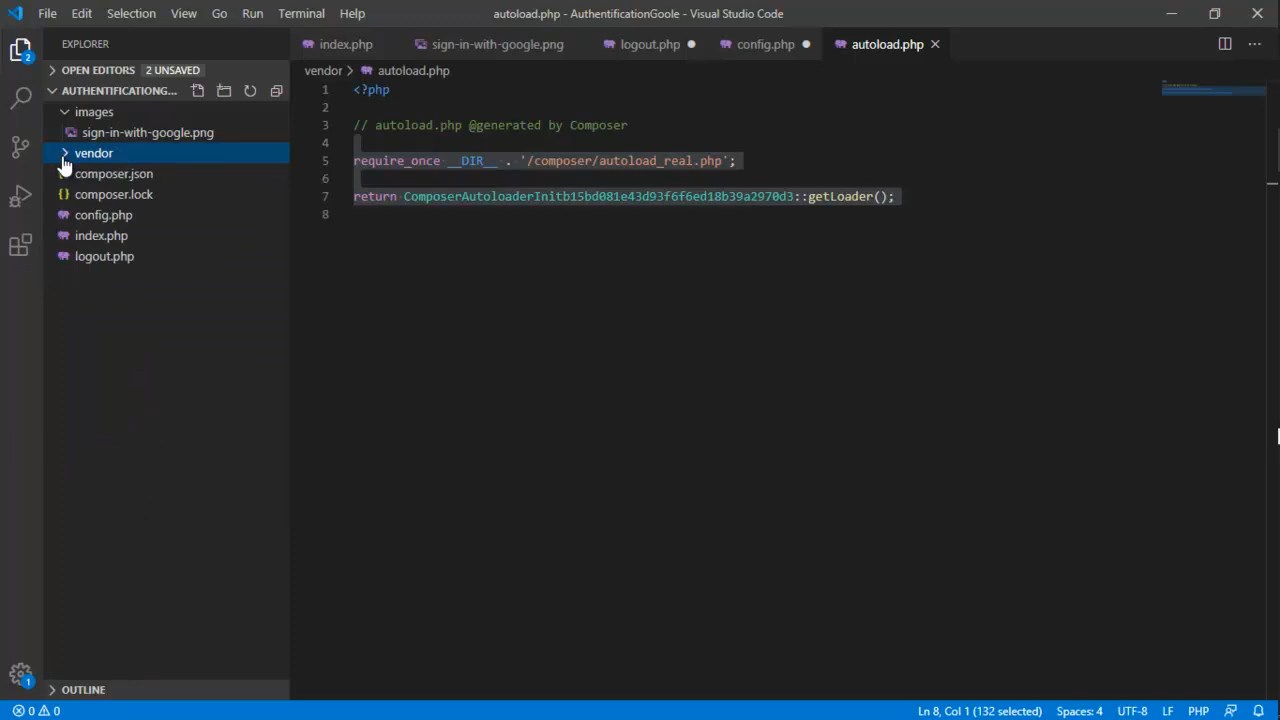 File Edit Selection View Go Run Terminal Help
autoload.php - AuthentificationGoole - Visual Studio Code
EXPLORER
index.php
sign-in-with-google.png
logout.php
config.php
autoload.php
OPEN EDITORS 2 UNSAVED
AUTHENTIFICATIONG...
images
sign-in-with-google.png
vendor
composer.json
composer.lock
config.php
index.php
logout.php
vendor > autoload.php
1 <?php
2
3 // autoload.php @generated by Composer
4
5 require_once __DIR__ . '/composer/autoload_real.php';
6
7 return ComposerAutoloaderInitb15bd081e43d93f6f6ed18b39a2970d3::getLoader();
8
2
1
OUTLINE
0 0
Ln 8, Col 1 (132 selected) Spaces: 4 UTF-8 LF PHP